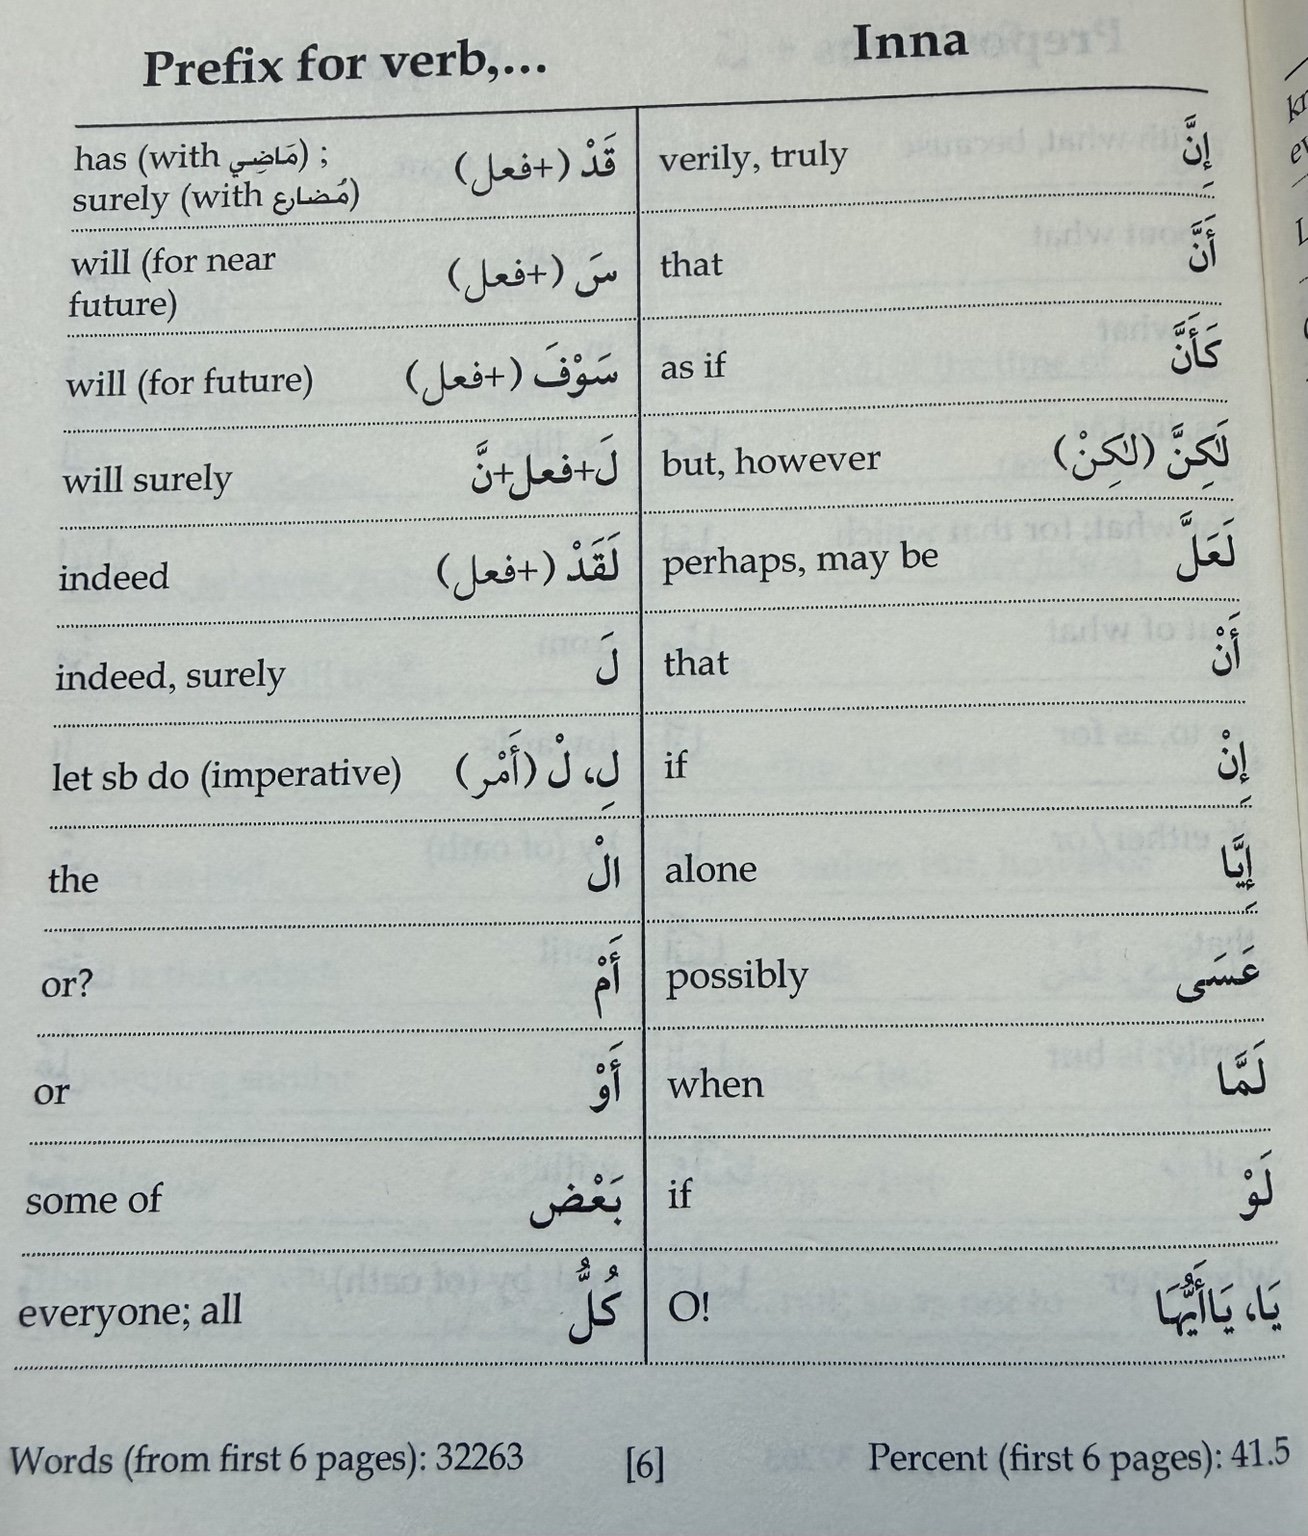 Prefix for verb,... Inna
has (with مَاضِي) ;
surely (with مُضارع) قَدْ (+فعل) verily, truly إِنَّ
will (for near
future) سَ (+فعل) that أَنَّ
will (for future) سَوْفَ (+فعل) as if كَأَنَّ
will surely لَ+فعل+نَّ but, however لَٰكِنَّ (لٰكِنْ)
indeed لَقَدْ (+فعل) perhaps, may be لَعَلَّ
indeed, surely لَ that أَنْ
let sb do (imperative) لِ، لْ (أَمْر) if إِنْ
the الْ alone إِيَّا
or? أَمْ possibly عَسَى
or أَوْ when لَمَّا
some of بَعْض if لَوْ
everyone; all كُلُّ O! يَا، يَاأَيُّهَا
Words (from first 6 pages): 32263 [6] Percent (first 6 pages): 41.5